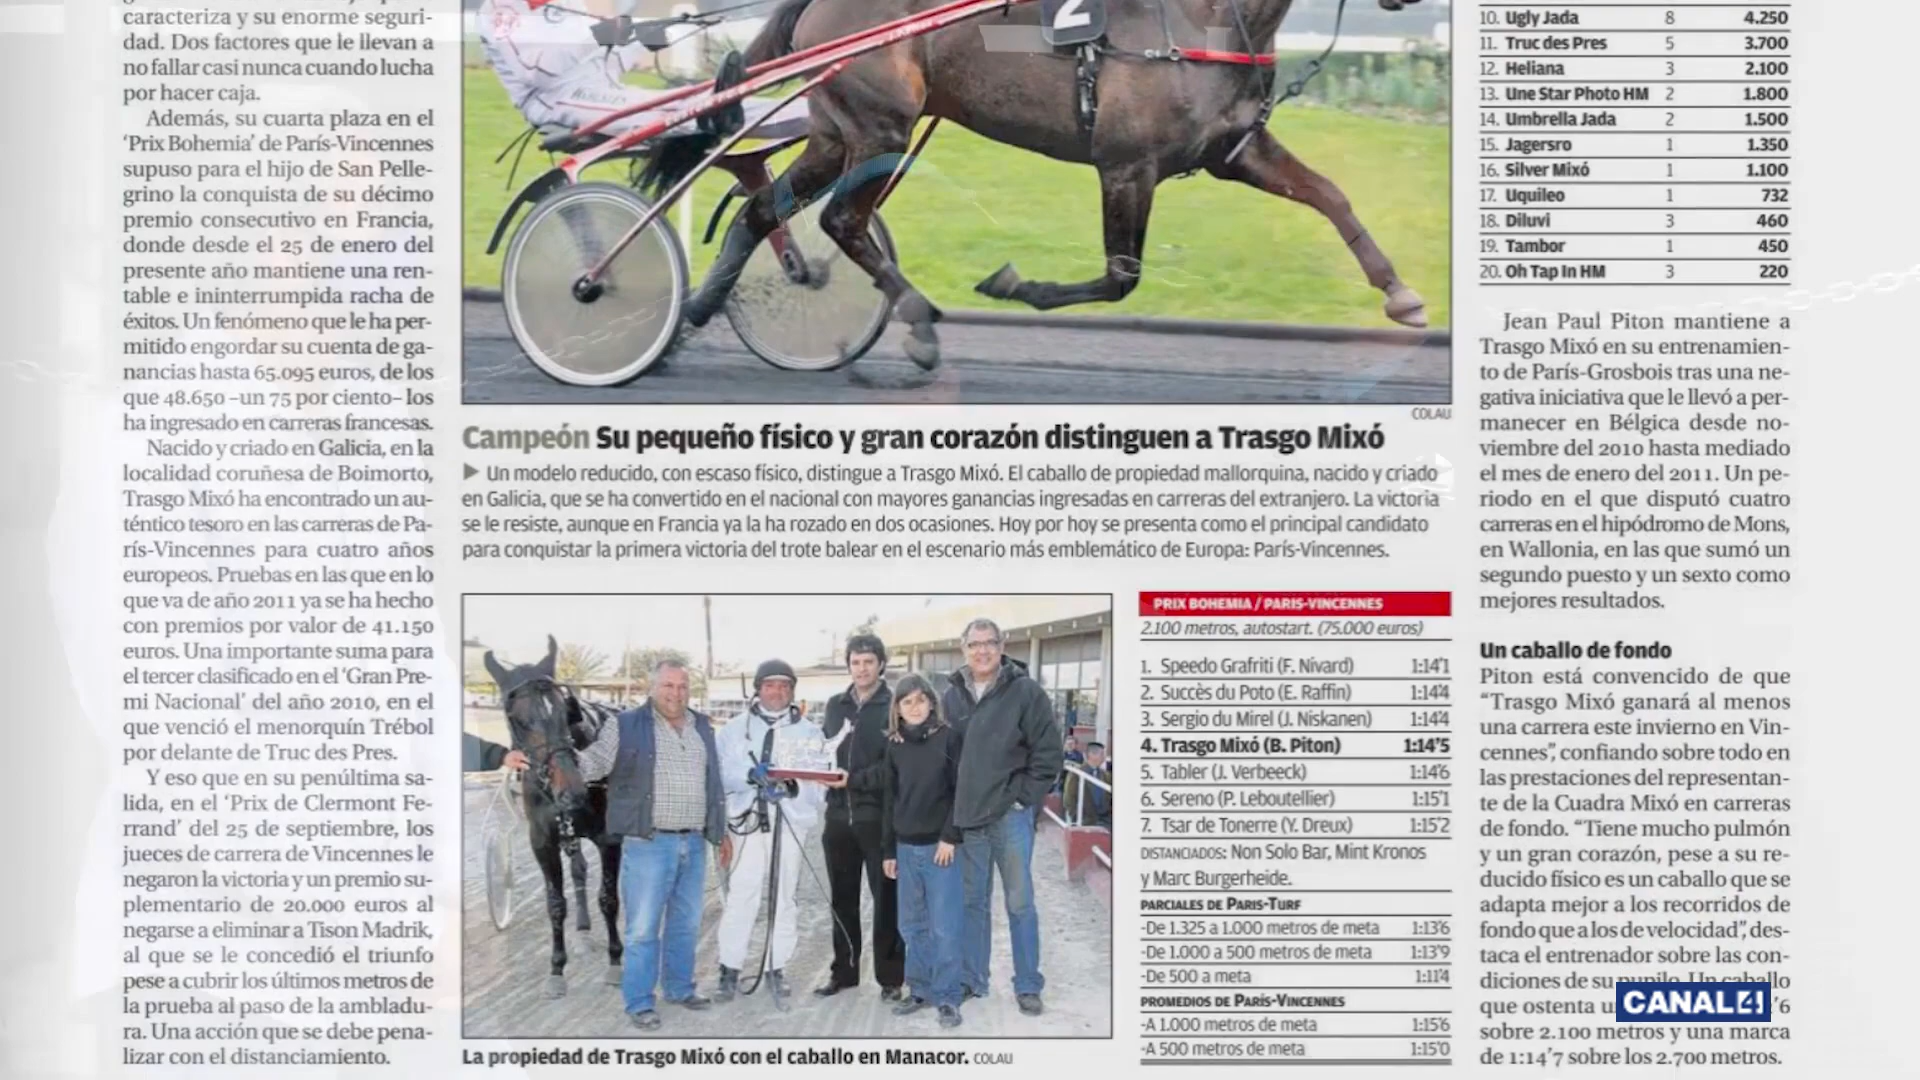 caracteriza y su enorme seguri-
dad. Dos factores que le llevan a
no fallar casi nunca cuando lucha
por hacer caja.
Además, su cuarta plaza en el
'Prix Bohemia' de París-Vincennes
supuso para el hijo de San Pelle-
grino la conquista de su décimo
premio consecutivo en Francia,
donde desde el 25 de enero del
presente año mantiene una ren-
table e ininterrumpida racha de
éxitos. Un fenómeno que le ha per-
mitido engordar su cuenta de ga-
nancias hasta 65.095 euros, de los
que 48.650 –un 75 por ciento– los
ha ingresado en carreras francesas.
Nacido y criado en Galicia, en la
localidad coruñesa de Boimorto,
Trasgo Mixó ha encontrado un au-
téntico tesoro en las carreras de Pa-
rís-Vincennes para cuatro años
europeos. Pruebas en las que en lo
que va de año 2011 ya se ha hecho
con premios por valor de 41.150
euros. Una importante suma para
el tercer clasificado en el 'Gran Pre-
mi Nacional' del año 2010, en el
que venció el menorquín Trébol
por delante de Truc des Pres.
Y eso que en su penúltima sa-
lida, en el 'Prix de Clermont Fe-
rrand' del 25 de septiembre, los
jueces de carrera de Vincennes le
negaron la victoria y un premio su-
plementario de 20.000 euros al
negarse a eliminar a Tison Madrik,
al que se le concedió el triunfo
pese a cubrir los últimos metros de
la prueba al paso de la ambladu-
ra. Una acción que se debe pena-
lizar con el distanciamiento.
2
COLAU
Campeón Su pequeño físico y gran corazón distinguen a Trasgo Mixó
▶ Un modelo reducido, con escaso físico, distingue a Trasgo Mixó. El caballo de propiedad mallorquina, nacido y criado
en Galicia, que se ha convertido en el nacional con mayores ganancias ingresadas en carreras del extranjero. La victoria
se le resiste, aunque en Francia ya la ha rozado en dos ocasiones. Hoy por hoy se presenta como el principal candidato
para conquistar la primera victoria del trote balear en el escenario más emblemático de Europa: París-Vincennes.
La propiedad de Trasgo Mixó con el caballo en Manacor. COLAU
PRIX BOHEMIA / PARIS-VINCENNES
2.100 metros, autostart. (75.000 euros)
1. Speedo Grafriti (F. Nivard) 1:14'1
2. Succès du Poto (E. Raffin) 1:14'4
3. Sergio du Mirel (J. Niskanen) 1:14'4
4. Trasgo Mixó (B. Piton) 1:14'5
5. Tabler (J. Verbeeck) 1:14'6
6. Sereno (P. Leboutellier) 1:15'1
7. Tsar de Tonerre (Y. Dreux) 1:15'2
DISTANCIADOS: Non Solo Bar, Mint Kronos
y Marc Burgerheide.
PARCIALES DE PARIS-TURF
-De 1.325 a 1.000 metros de meta 1:13'6
-De 1.000 a 500 metros de meta 1:13'9
-De 500 a meta 1:11'4
PROMEDIOS DE PARÍS-VINCENNES
-A 1.000 metros de meta 1:15'6
-A 500 metros de meta 1:15'0
10. Ugly Jada 8 4.250
11. Truc des Pres 5 3.700
12. Heliana 3 2.100
13. Une Star Photo HM 2 1.800
14. Umbrella Jada 2 1.500
15. Jagersro 1 1.350
16. Silver Mixó 1 1.100
17. Uquileo 1 732
18. Diluvi 3 460
19. Tambor 1 450
20. Oh Tap In HM 3 220
Jean Paul Piton mantiene a
Trasgo Mixó en su entrenamien-
to de París-Grosbois tras una ne-
gativa iniciativa que le llevó a per-
manecer en Bélgica desde no-
viembre del 2010 hasta mediado
el mes de enero del 2011. Un pe-
riodo en el que disputó cuatro
carreras en el hipódromo de Mons,
en Wallonia, en las que sumó un
segundo puesto y un sexto como
mejores resultados.
Un caballo de fondo
Piton está convencido de que
“Trasgo Mixó ganará al menos
una carrera este invierno en Vin-
cennes”, confiando sobre todo en
las prestaciones del representan-
te de la Cuadra Mixó en carreras
de fondo. “Tiene mucho pulmón
y un gran corazón, pese a su re-
ducido físico es un caballo que se
adapta mejor a los recorridos de
fondo que a los de velocidad”, des-
taca el entrenador sobre las con-
diciones de su pupilo. Un caballo
que ostenta '6
sobre 2.100 metros y una marca
de 1:14'7 sobre los 2.700 metros.
CANAL4